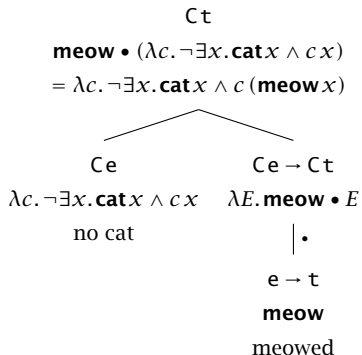 Ct
meow • (λc. ¬∃x. cat x ∧ c x)
= λc. ¬∃x. cat x ∧ c (meow x)
Ce Ce → Ct
λc. ¬∃x. cat x ∧ c x λE. meow • E
no cat •
e → t
meow
meowed